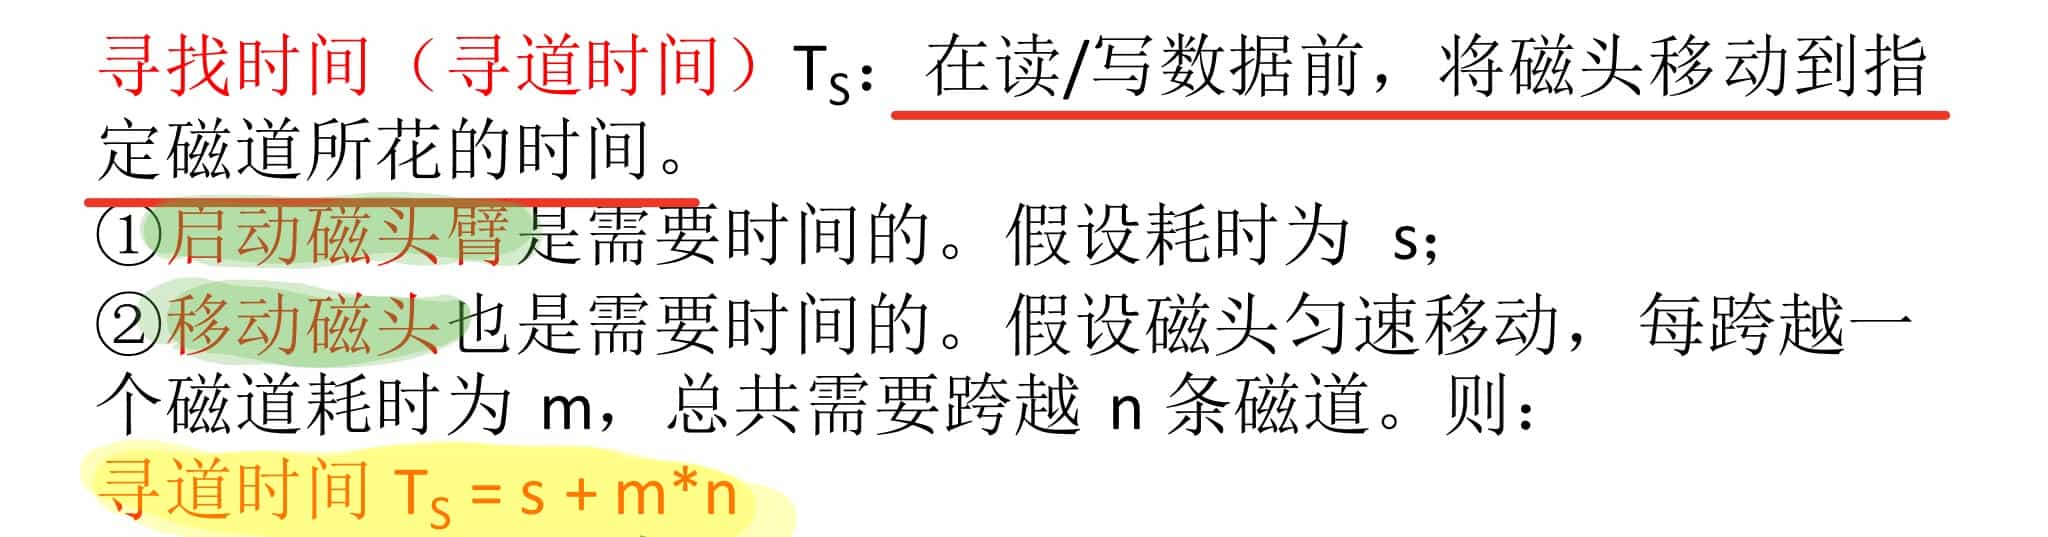 寻找时间（寻道时间）TS：在读/写数据前，将磁头移动到指
定磁道所花的时间。
①启动磁头臂是需要时间的。假设耗时为 s；
②移动磁头也是需要时间的。假设磁头匀速移动，每跨越一
个磁道耗时为 m，总共需要跨越 n 条磁道。则：
寻道时间 TS = s + m*n